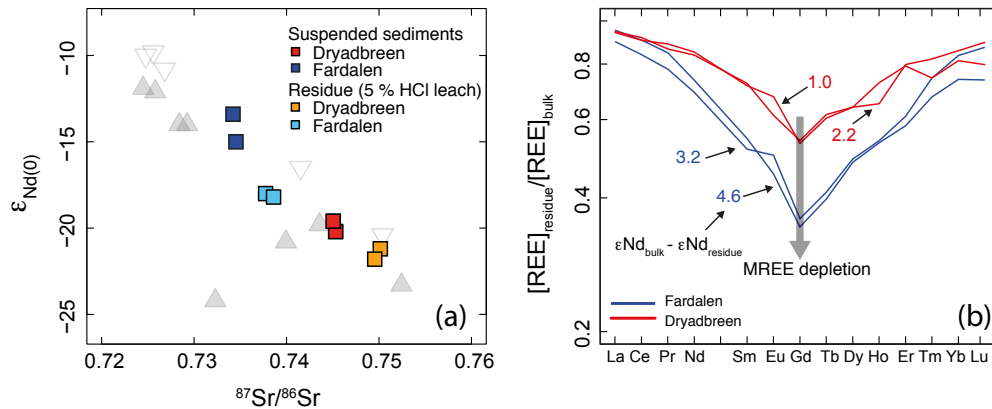 Suspended sediments
Dryadbreen
Fardalen
Residue (5 % HCl leach)
Dryadbreen
Fardalen
(a)
−10
−15
−20
−25
εNd(0)
0.72 0.73 0.74 0.75 0.76
87Sr/86Sr
[REE]residue/[REE]bulk
0.8
0.6
0.4
0.2
1.0
2.2
3.2
4.6
εNdbulk - εNdresidue
MREE depletion
Fardalen
Dryadbreen
(b)
La Ce Pr Nd Sm Eu Gd Tb Dy Ho Er Tm Yb Lu